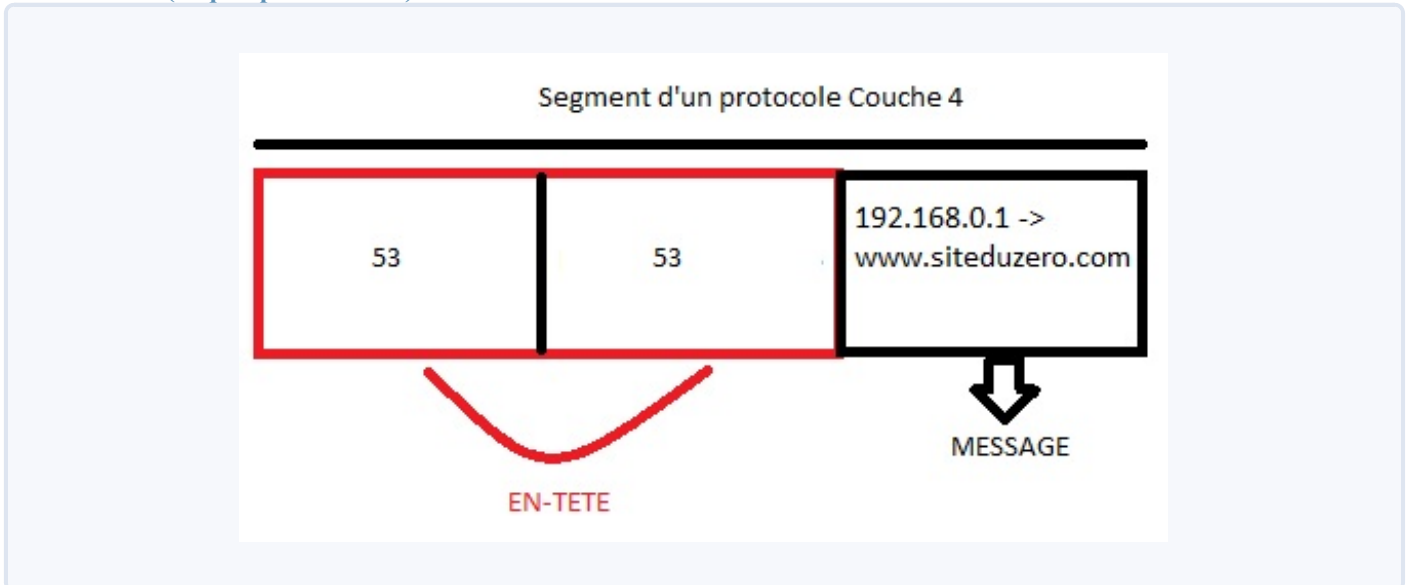 Segment d'un protocole Couche 4
53
53
192.168.0.1 ->
www.siteduzero.com
MESSAGE
EN-TETE